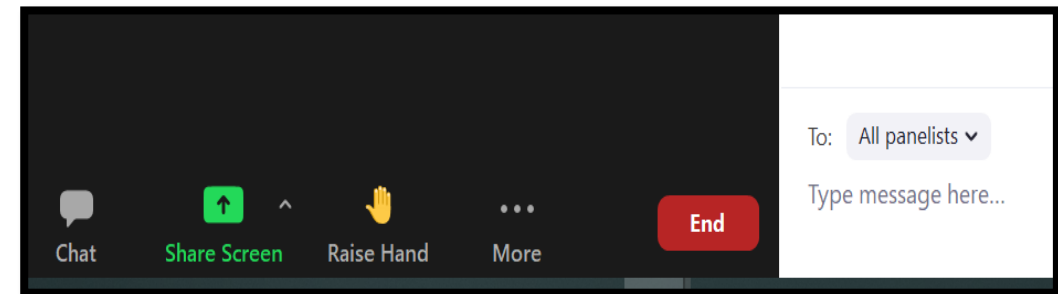 To: All panelists
Type message here...
Chat Share Screen Raise Hand More End